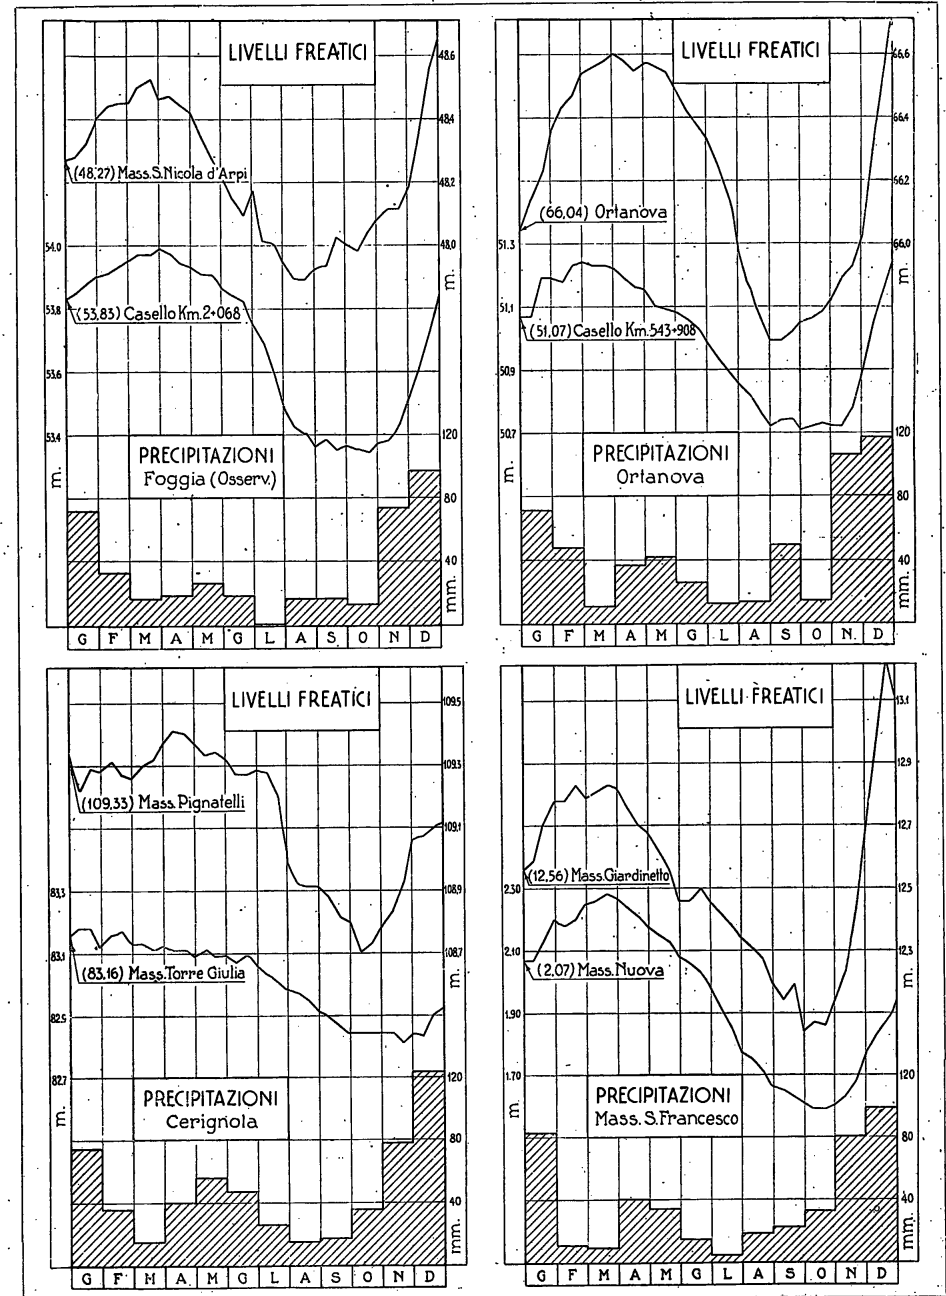 LIVELLI FREATICI
48,6
48,4
(48,27) Mass.S.Nicola d'Arpi
48,2
54,0
48,0
m.
53,8
(53,83) Casello Km.2+068
53,6
53,4
120
PRECIPITAZIONI
Foggia (Osserv.)
m.
80
40
mm.
G F M A M G L A S O N D
LIVELLI FREATICI
66,6
66,4
66,2
(66,04) Ortanova
51,3
66,0
m.
51,1
(51,07) Casello Km.543+908
50,9
50,7
120
PRECIPITAZIONI
Ortanova
m.
80
40
mm.
G F M A M G L A S O N D
LIVELLI FREATICI
109,5
109,3
(109,33) Mass. Pignatelli
109,1
83,3
108,9
83,1
108,7
(83,16) Mass.Torre Giulia
m.
82,9
82,7
120
PRECIPITAZIONI
Cerignola
m.
80
40
mm.
G F M A M G L A S O N D
LIVELLI FREATICI
13,1
12,9
12,7
(12,56) Mass.Giardinetto
2,30
12,5
2,10
12,3
(2,07) Mass.Nuova
m.
1,90
1,70
120
PRECIPITAZIONI
Mass. S.Francesco
m.
80
40
mm.
G F M A M G L A S O N D